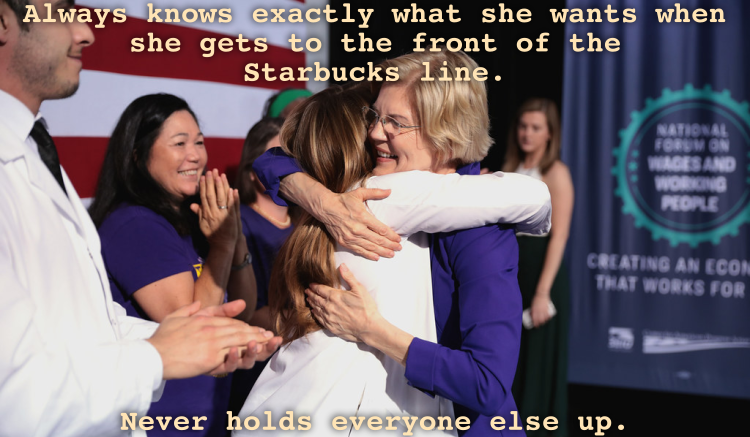 Always knows exactly what she wants when
she gets to the front of the
Starbucks line.
NATIONAL
FORUM ON
WAGES AND
WORKING
PEOPLE
CREATING AN ECON
THAT WORKS FOR
Never holds everyone else up.